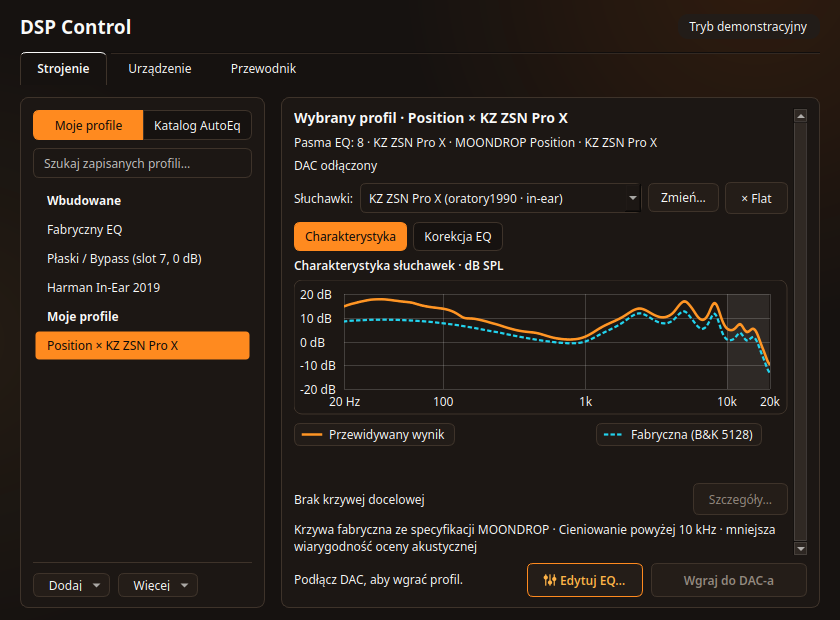 DSP Control
Tryb demonstracyjny
Strojenie
Urządzenie
Przewodnik
Moje profile
Katalog AutoEq
Szukaj zapisanych profili...
Wbudowane
Fabryczny EQ
Płaski / Bypass (slot 7, 0 dB)
Harman In-Ear 2019
Moje profile
Position × KZ ZSN Pro X
Dodaj
Więcej
Wybrany profil · Position × KZ ZSN Pro X
Pasma EQ: 8 · KZ ZSN Pro X · MOONDROP Position · KZ ZSN Pro X
DAC odłączony
Słuchawki:
KZ ZSN Pro X (oratory1990 · in-ear)
Zmień...
× Flat
Charakterystyka
Korekcja EQ
Charakterystyka słuchawek · dB SPL
20 dB
10 dB
0 dB
-10 dB
-20 dB
20 Hz
100
1k
10k
20k
Przewidywany wynik
Fabryczna (B&K 5128)
Brak krzywej docelowej
Szczegóły...
Krzywa fabryczna ze specyfikacji MOONDROP · Cieniowanie powyżej 10 kHz · mniejsza
wiarygodność oceny akustycznej
Podłącz DAC, aby wgrać profil.
Edytuj EQ...
Wgraj do DAC-a